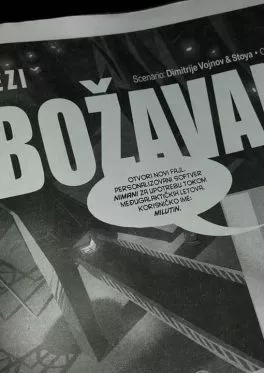 EZI
Scenario: Dimitrije Vojnov & Stoya •
BOŽAVA
OTVORI NOVI FAJL:
PERSONALIZOVANI SOFTVER
NIMANI ZA UPOTREBU TOKOM
MEĐUGALAKTIČKIH LETOVA,
KORISNIČKO IME:
MILUTIN.